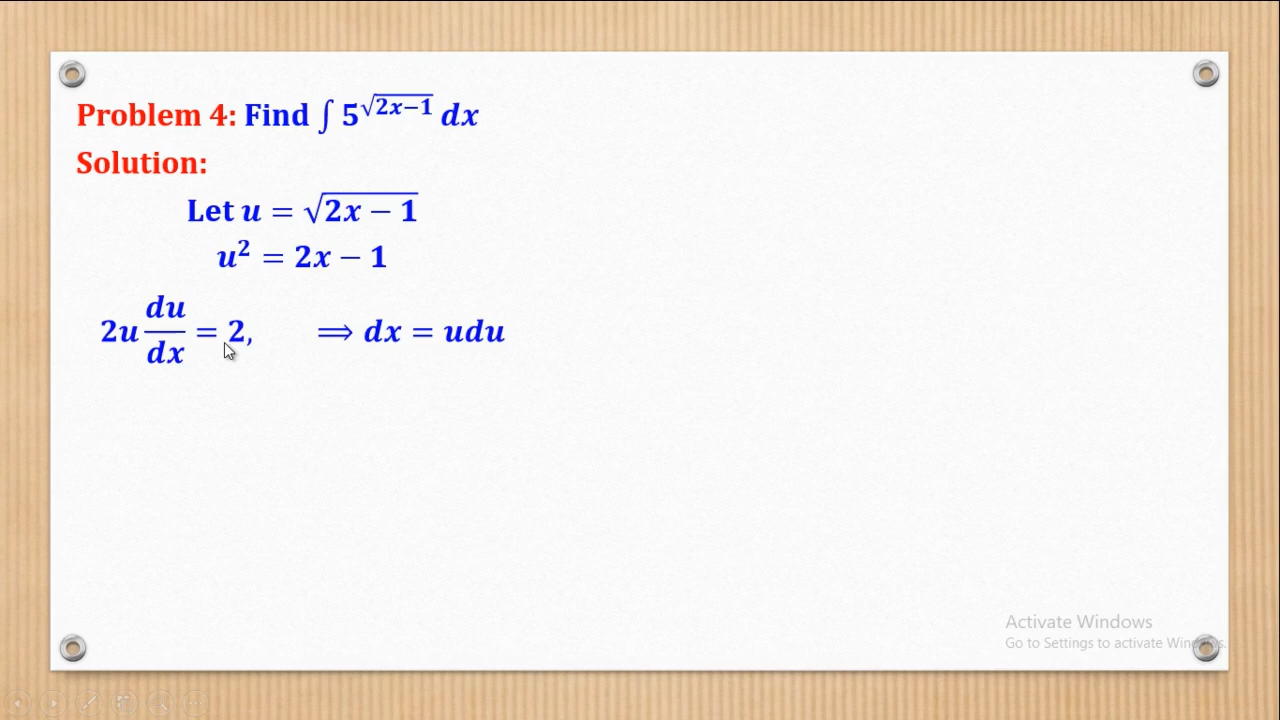 Problem 4: Find ∫ 5^√(2x−1) dx
Solution:
Let u = √(2x − 1)
u² = 2x − 1
2u du/dx = 2, ⟹ dx = udu
Activate Windows
Go to Settings to activate Windows.